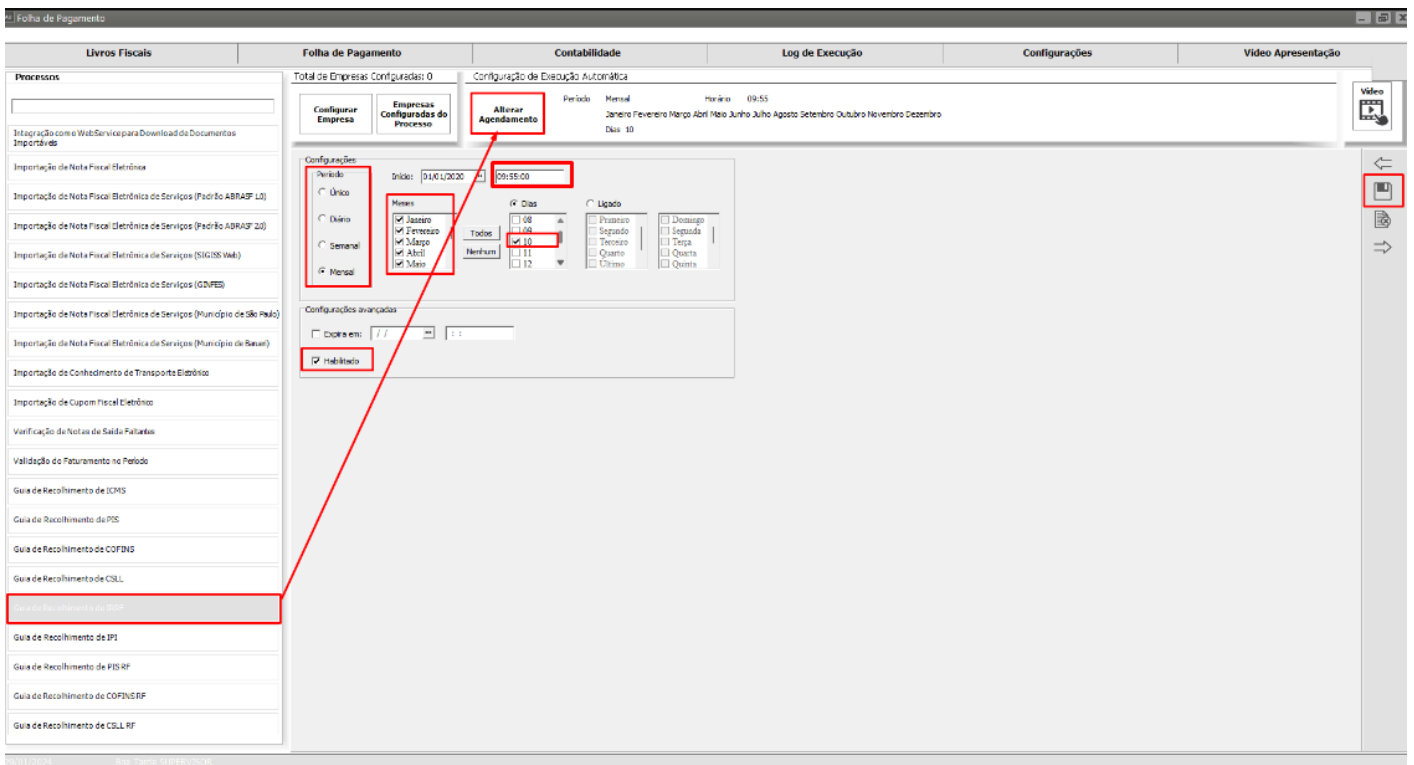 Folha de Pagamento
Livros Fiscais
Folha de Pagamento
Contabilidade
Log de Execução
Configurações
Vídeo Apresentação
Processos
Total de Empresas Configuradas: 0
Configuração de Execução Automática
Configurar
Empresa
Empresas
Configuradas do
Processo
Alterar
Agendamento
Período Mensal Horário 09:55
Janeiro Fevereiro Março Abril Maio Junho Julho Agosto Setembro Outubro Novembro Dezembro
Dias 10
Vídeo
Integração com o WebService para Download de Documentos
Importáveis
Importação de Nota Fiscal Eletrônica
Importação de Nota Fiscal Eletrônica de Serviços (Padrão ABRASF 1.0)
Importação de Nota Fiscal Eletrônica de Serviços (Padrão ABRASF 2.0)
Importação de Nota Fiscal Eletrônica de Serviços (SIGISS Web)
Importação de Nota Fiscal Eletrônica de Serviços (GINFES)
Importação de Nota Fiscal Eletrônica de Serviços (Município de São Paulo)
Importação de Nota Fiscal Eletrônica de Serviços (Município de Barueri)
Importação de Conhecimento de Transporte Eletrônico
Importação de Cupom Fiscal Eletrônico
Verificação de Notas de Saída Faltantes
Validação do Faturamento no Período
Guia de Recolhimento de ICMS
Guia de Recolhimento de PIS
Guia de Recolhimento de COFINS
Guia de Recolhimento de CSLL
Guia de Recolhimento de IPI
Guia de Recolhimento de PIS RF
Guia de Recolhimento de COFINS RF
Guia de Recolhimento de CSLL RF
Configurações
Período
Único
Diário
Semanal
Mensal
Início: 01/01/2020 09:55:00
Meses
Janeiro
Fevereiro
Março
Abril
Maio
Todos
Nenhum
Dias
08
09
10
11
12
Ligado
Primeiro
Segundo
Terceiro
Quarto
Último
Domingo
Segunda
Terça
Quarta
Quinta
Configurações avançadas
Expira em: / / : :
Habilitado
29/01/2024 Boa Tarde SUPERVISOR